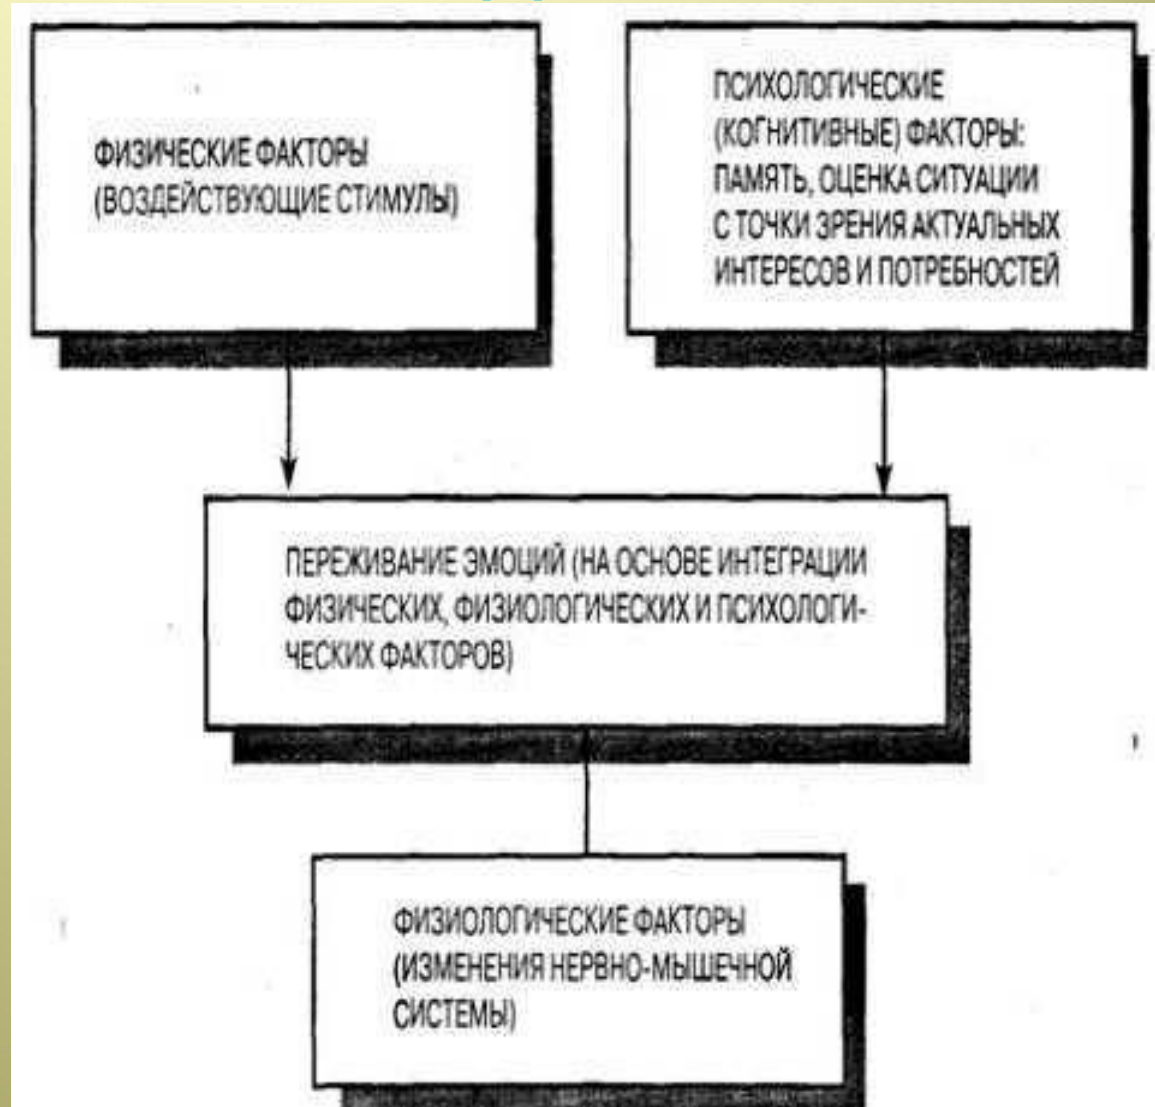 ФИЗИЧЕСКИЕ ФАКТОРЫ
(ВОЗДЕЙСТВУЮЩИЕ СТИМУЛЫ)
ПСИХОЛОГИЧЕСКИЕ
(КОГНИТИВНЫЕ) ФАКТОРЫ:
ПАМЯТЬ, ОЦЕНКА СИТУАЦИИ
С ТОЧКИ ЗРЕНИЯ АКТУАЛЬНЫХ
ИНТЕРЕСОВ И ПОТРЕБНОСТЕЙ
ПЕРЕЖИВАНИЕ ЭМОЦИЙ (НА ОСНОВЕ ИНТЕГРАЦИИ
ФИЗИЧЕСКИХ, ФИЗИОЛОГИЧЕСКИХ И ПСИХОЛОГИ-
ЧЕСКИХ ФАКТОРОВ)
ФИЗИОЛОГИЧЕСКИЕ ФАКТОРЫ
(ИЗМЕНЕНИЯ НЕРВНО-МЫШЕЧНОЙ
СИСТЕМЫ)